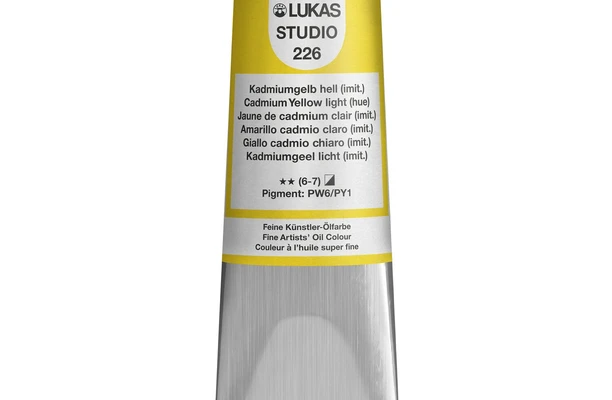 LUKAS
STUDIO
226
Kadmiumgelb hell (imit.)
Cadmium Yellow light (hue)
Jaune de cadmium clair (imit.)
Amarillo cadmio claro (imit.)
Giallo cadmio chiaro (imit.)
Kadmiumgeel licht (imit.)
★★ (6-7)
Pigment: PW6/PY1
Feine Künstler-Ölfarbe
Fine Artists' Oil Colour
Couleur à l'huile super fine